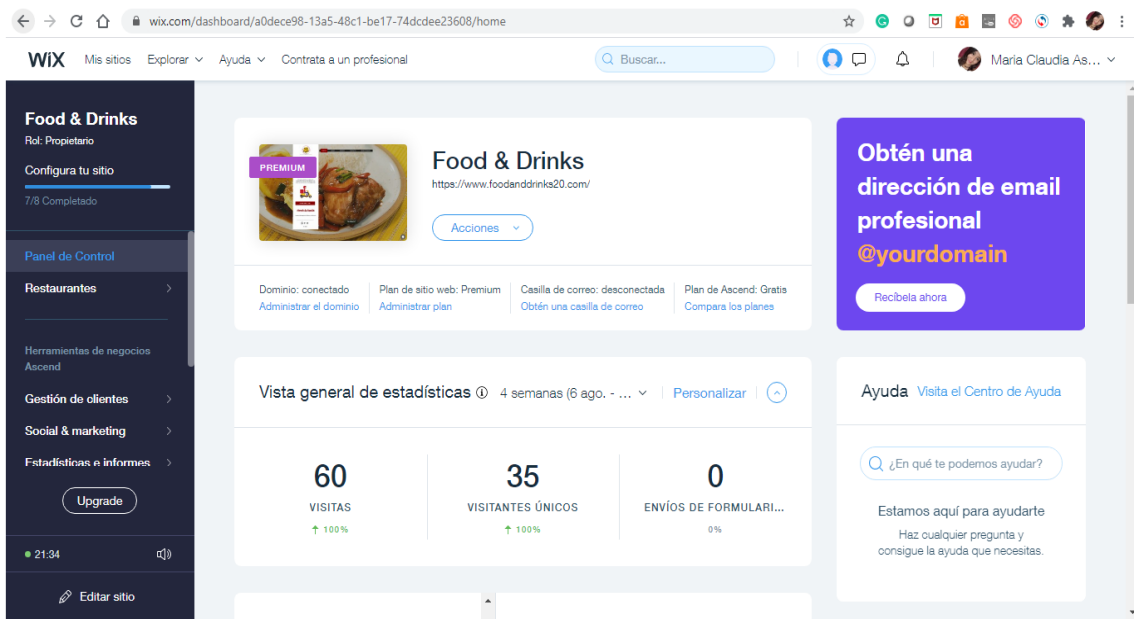 wix.com/dashboard/a0dece98-13a5-48c1-be17-74dcdee23608/home
WiX Mis sitios Explorar Ayuda Contrata a un profesional Buscar... Maria Claudia As...
Food & Drinks
Rol: Propietario
Configura tu sitio
7/8 Completado
Panel de Control
Restaurantes
Herramientas de negocios
Ascend
Gestión de clientes
Social & marketing
Estadísticas e informes
Upgrade
21:34
Editar sitio
PREMIUM
Food & Drinks
https://www.foodanddrinks20.com/
Acciones
Dominio: conectado
Administrar el dominio
Plan de sitio web: Premium
Administrar plan
Casilla de correo: desconectada
Obtén una casilla de correo
Plan de Ascend: Gratis
Compara los planes
Vista general de estadísticas 4 semanas (6 ago. - ... Personalizar
60
VISITAS
100%
35
VISITANTES ÚNICOS
100%
0
ENVÍOS DE FORMULARI...
0%
Obtén una
dirección de email
profesional
@yourdomain
Recíbela ahora
Ayuda Visita el Centro de Ayuda
¿En qué te podemos ayudar?
Estamos aquí para ayudarte
Haz cualquier pregunta y
consigue la ayuda que necesitas.